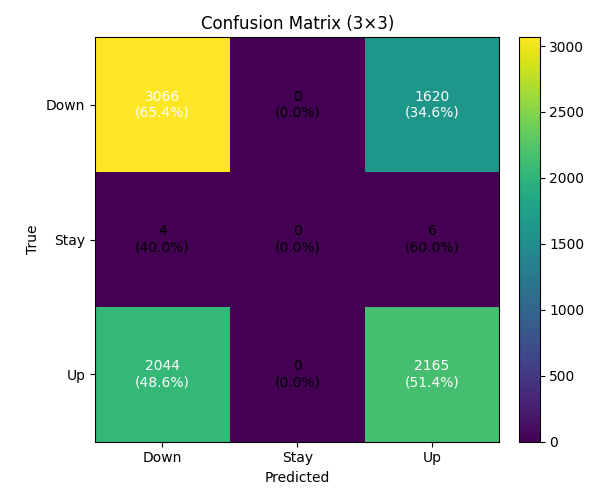 Confusion Matrix (3×3)
True
Down
3066
(65.4%)
0
(0.0%)
1620
(34.6%)
Stay
4
(40.0%)
0
(0.0%)
6
(60.0%)
Up
2044
(48.6%)
0
(0.0%)
2165
(51.4%)
Down
Stay
Up
Predicted
3000
2500
2000
1500
1000
500
0